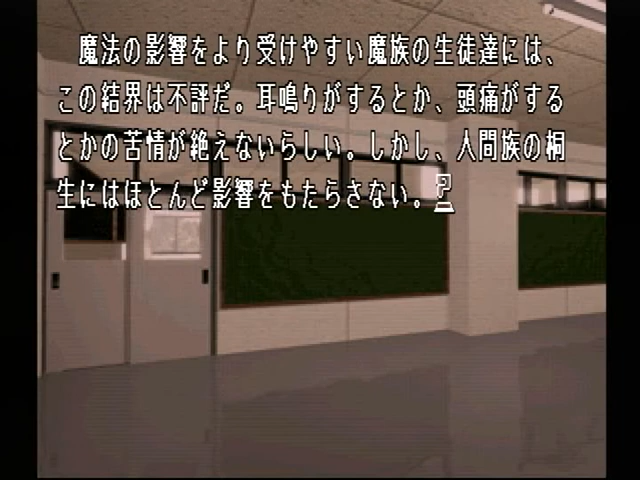 魔法の影響をより受けやすい魔族の生徒達には、
この結界は不評だ。耳鳴りがするとか、頭痛がする
とかの苦情が絶えないらしい。しかし、人間族の桐
生にはほとんど影響をもたらさない。